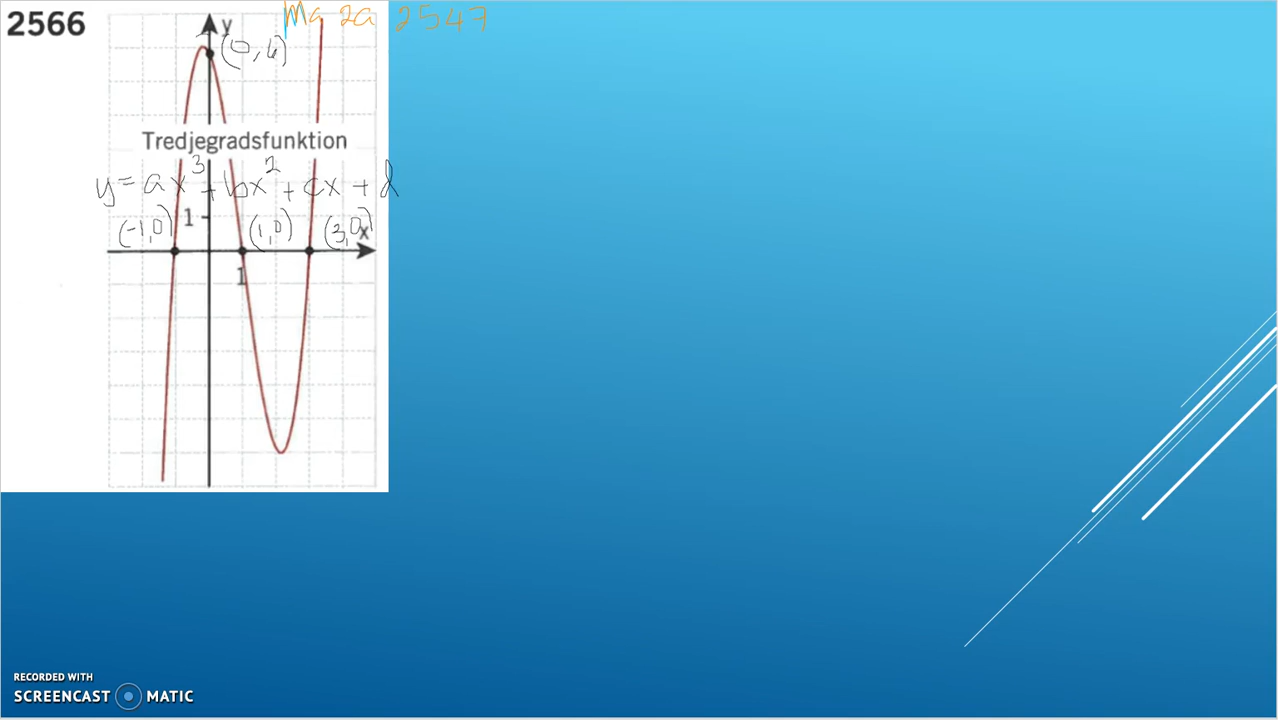 2566
Ma 2a 2547
y
(0,6)
Tredjegradsfunktion
y = ax³ + bx² + cx + d
(-1,0) 1 (1,0) (3,0) x
1
RECORDED WITH
SCREENCAST MATIC